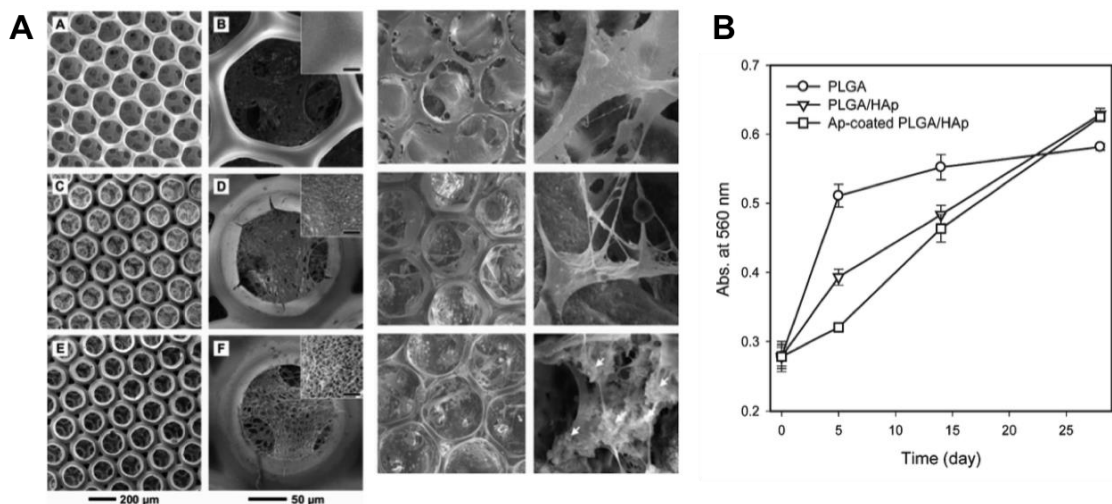 A
A
B
C
D
E
F
200 µm
50 µm
B
0.7
0.6
0.5
0.4
0.3
0.2
PLGA
PLGA/HAp
Ap-coated PLGA/HAp
Abs. at 560 nm
0 5 10 15 20 25
Time (day)